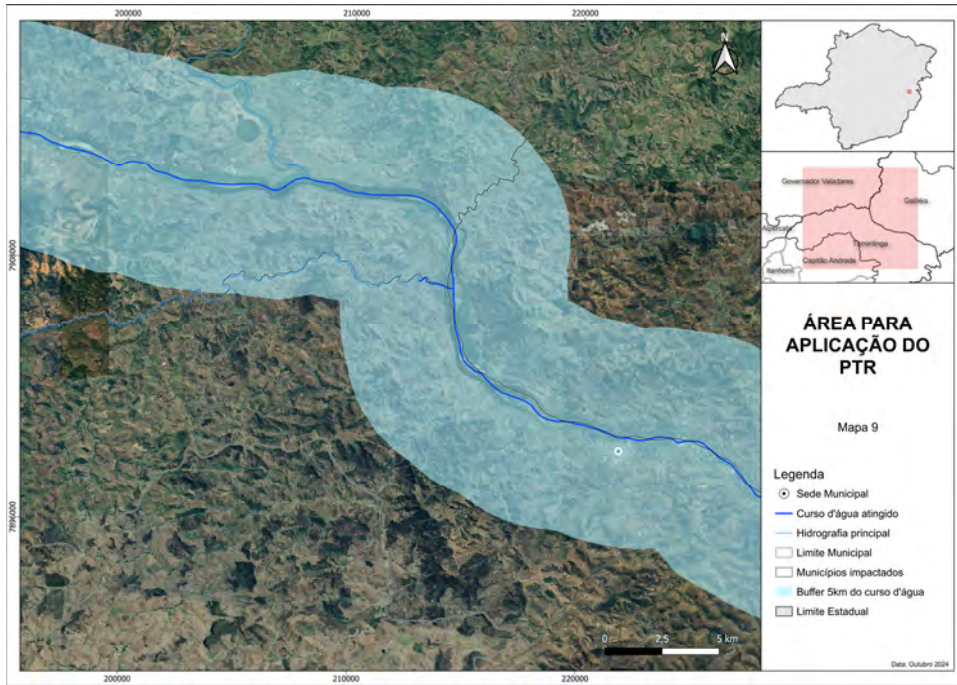 200000
210000
220000
N
7908000
7896000
0
2,5
5 km
200000
210000
220000
Governador Valadares
Galiléia
Alpercata
Tumiritinga
Capitão Andrade
Itanhomi
ÁREA PARA
APLICAÇÃO DO
PTR
Mapa 9
Legenda
Sede Municipal
Curso d'água atingido
Hidrografia principal
Limite Municipal
Municípios impactados
Buffer 5km do curso d'água
Limite Estadual
Data: Outubro 2024